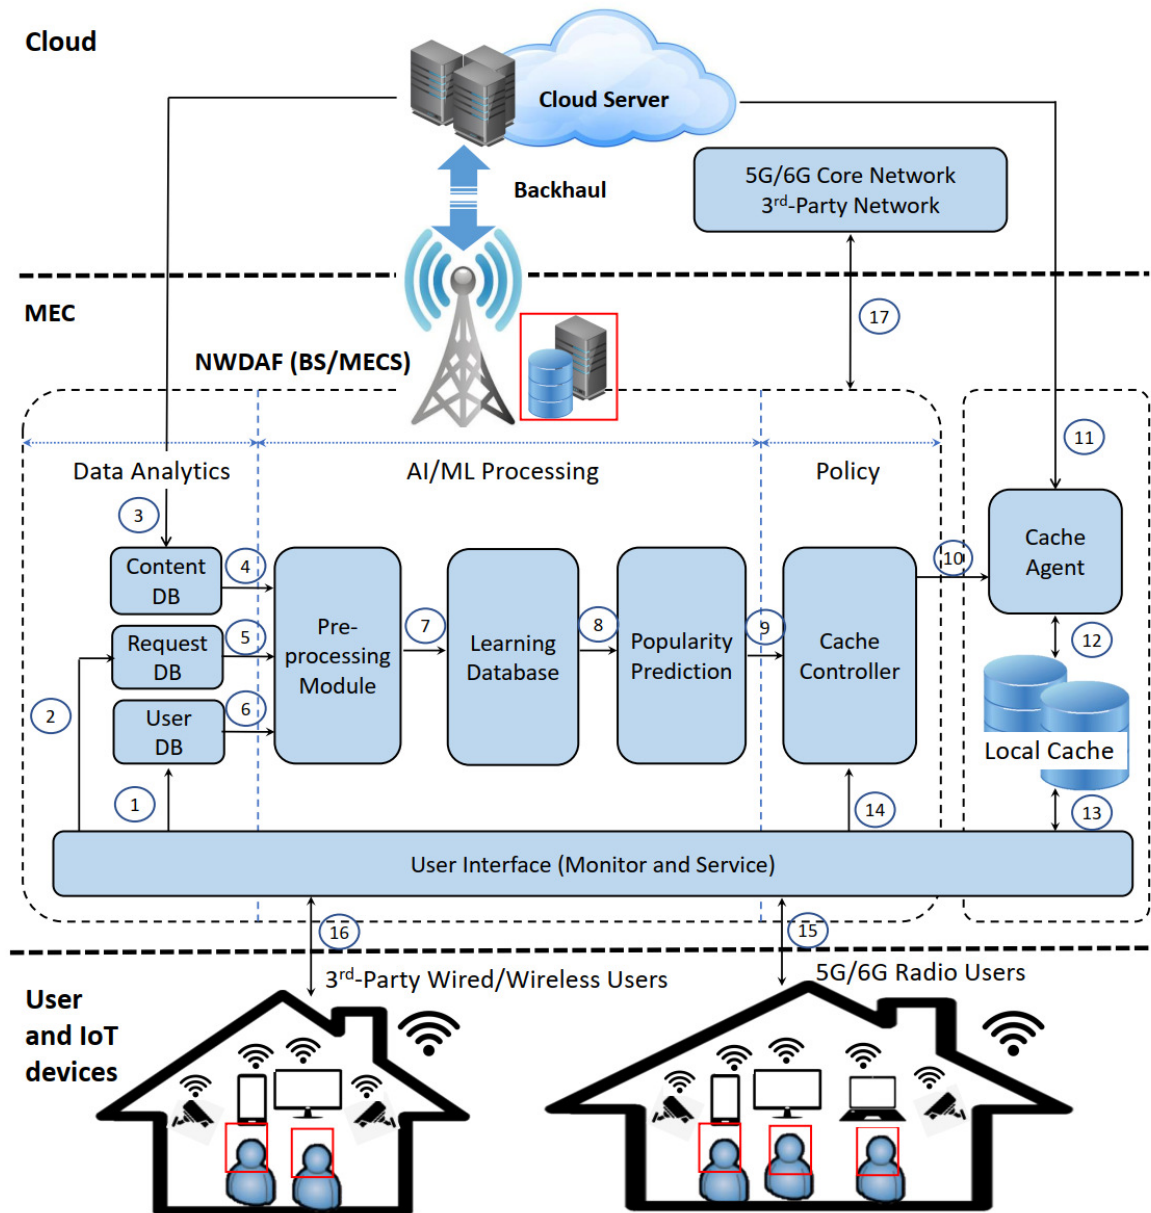 Cloud
Cloud Server
Backhaul
5G/6G Core Network
3rd-Party Network
MEC
17
NWDAF (BS/MECS)
11
Data Analytics
AI/ML Processing
Policy
3
Content
DB
4
Request
DB
5
User
DB
6
2
1
Pre-
processing
Module
7
Learning
Database
8
Popularity
Prediction
9
Cache
Controller
10
Cache
Agent
12
Local Cache
13
14
User Interface (Monitor and Service)
16
15
3rd-Party Wired/Wireless Users
5G/6G Radio Users
User
and IoT
devices